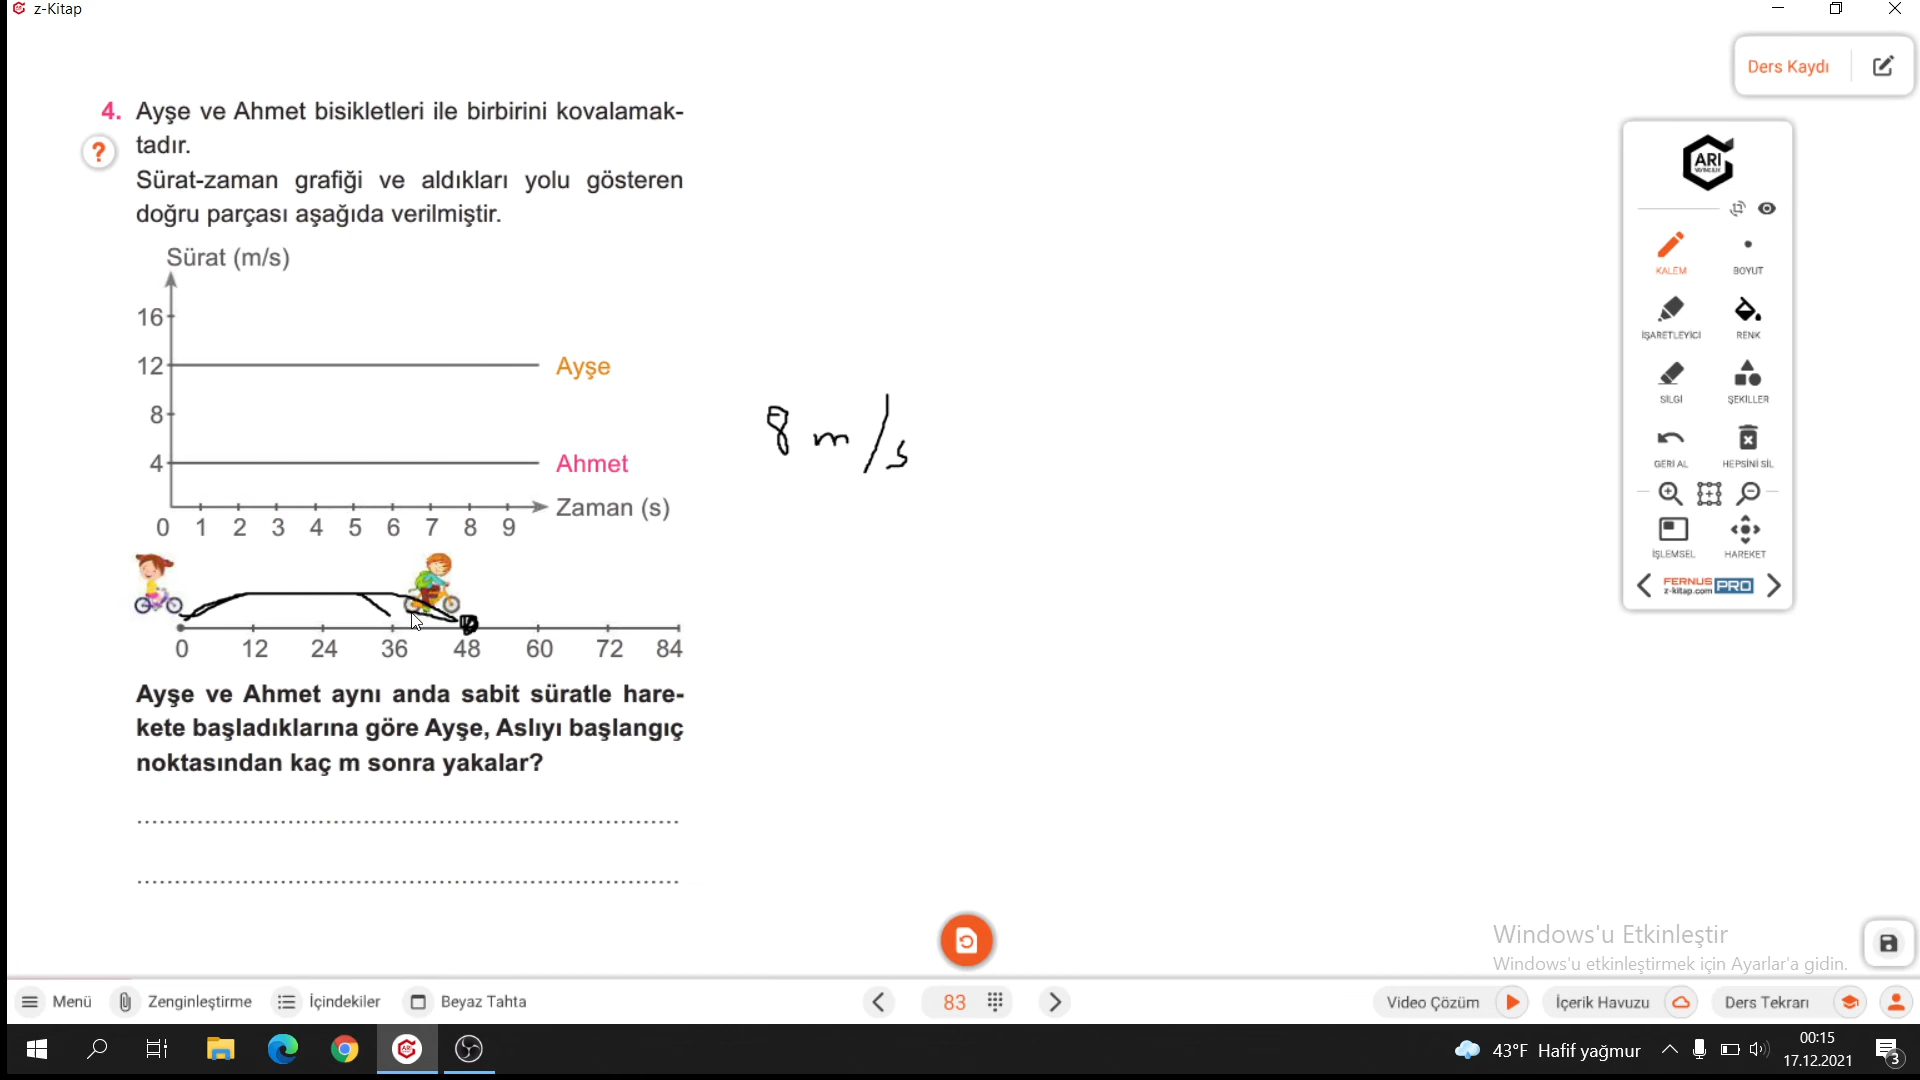 z-Kitap
Ders Kaydı
4. Ayşe ve Ahmet bisikletleri ile birbirini kovalamak-
tadır.
?
Sürat-zaman grafiği ve aldıkları yolu gösteren
doğru parçası aşağıda verilmiştir.
Sürat (m/s)
16
12
Ayşe
8
4
Ahmet
Zaman (s)
0 1 2 3 4 5 6 7 8 9
8 m/s
0 12 24 36 48 60 72 84
Ayşe ve Ahmet aynı anda sabit süratle hare-
kete başladıklarına göre Ayşe, Aslıyı başlangıç
noktasından kaç m sonra yakalar?
ARI
YAYINCILIK
KALEM
BOYUT
İŞARETLEYİCİ
RENK
SİLGİ
ŞEKİLLER
GERİ AL
HEPSİNİ SİL
İŞLEMSEL
HAREKET
FERNUS PRO
z-kitap.com
Windows'u Etkinleştir
Windows'u etkinleştirmek için Ayarlar'a gidin.
Menü
Zenginleştirme
İçindekiler
Beyaz Tahta
83
Video Çözüm
İçerik Havuzu
Ders Tekrarı
43°F Hafif yağmur
00:15
17.12.2021
3